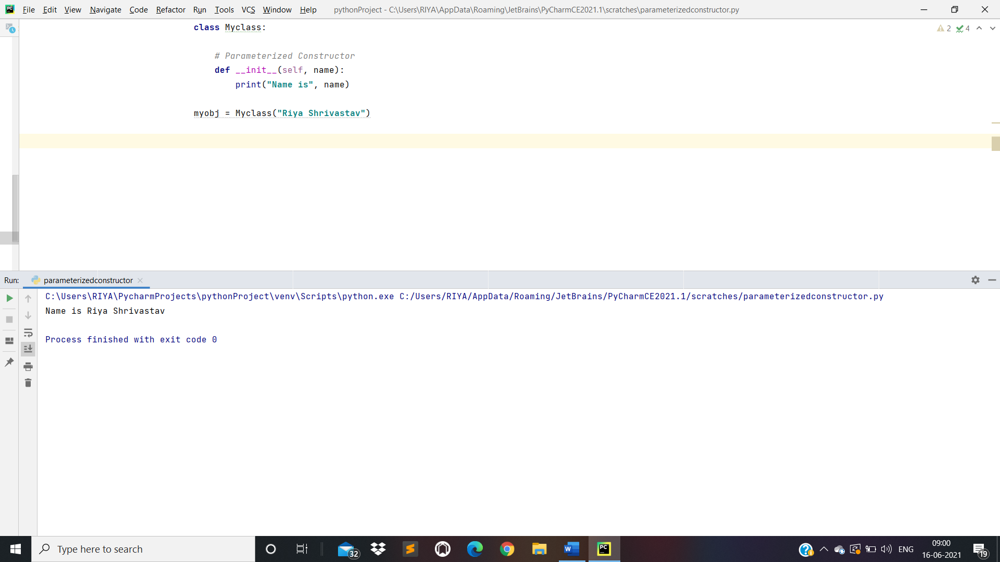 PC File Edit View Navigate Code Refactor Run Tools VCS Window Help pythonProject - C:\Users\RIYA\AppData\Roaming\JetBrains\PyCharmCE2021.1\scratches\parameterizedconstructor.py
class Myclass: 2 4
# Parameterized Constructor
def __init__(self, name):
print("Name is", name)
myobj = Myclass("Riya Shrivastav")
Run: parameterizedconstructor
C:\Users\RIYA\PycharmProjects\pythonProject\venv\Scripts\python.exe C:/Users/RIYA/AppData/Roaming/JetBrains/PyCharmCE2021.1/scratches/parameterizedconstructor.py
Name is Riya Shrivastav
Process finished with exit code 0
Type here to search 32 W PC ENG 09:00
16-06-2021 19